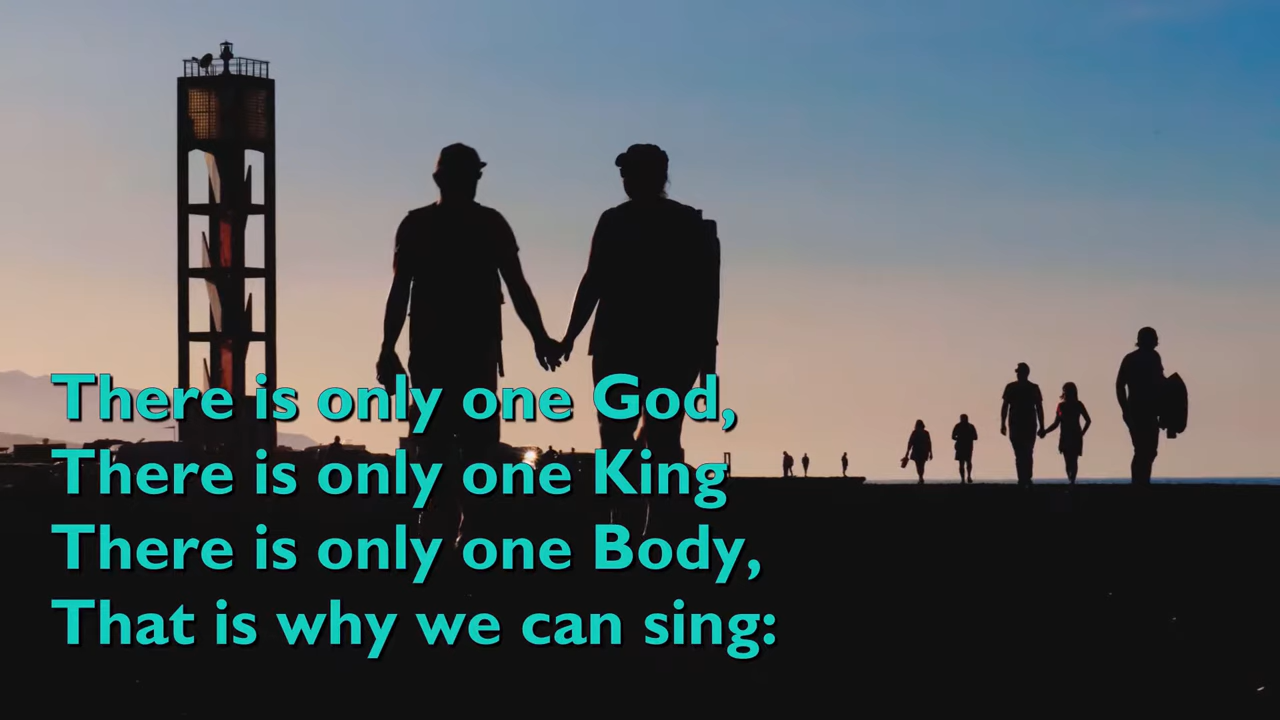 There is only one God,
There is only one King
There is only one Body,
That is why we can sing: